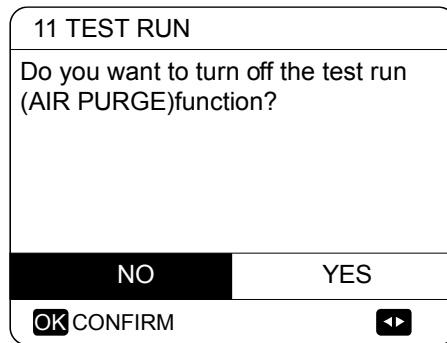 11 TEST RUN
Do you want to turn off the test run
(AIR PURGE)function?
NO YES
OK CONFIRM